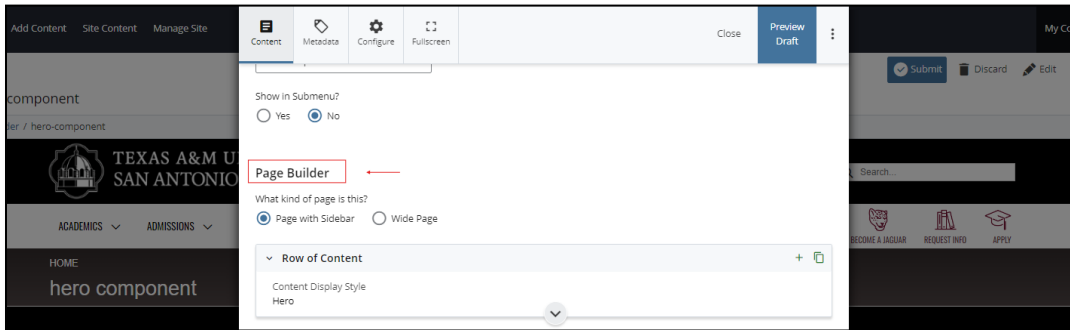 Add Content Site Content Manage Site
Content Metadata Configure Fullscreen
Close
Preview
Draft
My
Submit Discard Edit
component
Show in Submenu?
Yes No
/ hero-component
TEXAS A&M
SAN ANTONIO
Search...
Page Builder
What kind of page is this?
Page with Sidebar Wide Page
ACADEMICS ADMISSIONS
BECOME A JAGUAR REQUEST INFO APPLY
Row of Content
HOME
hero component
Content Display Style
Hero